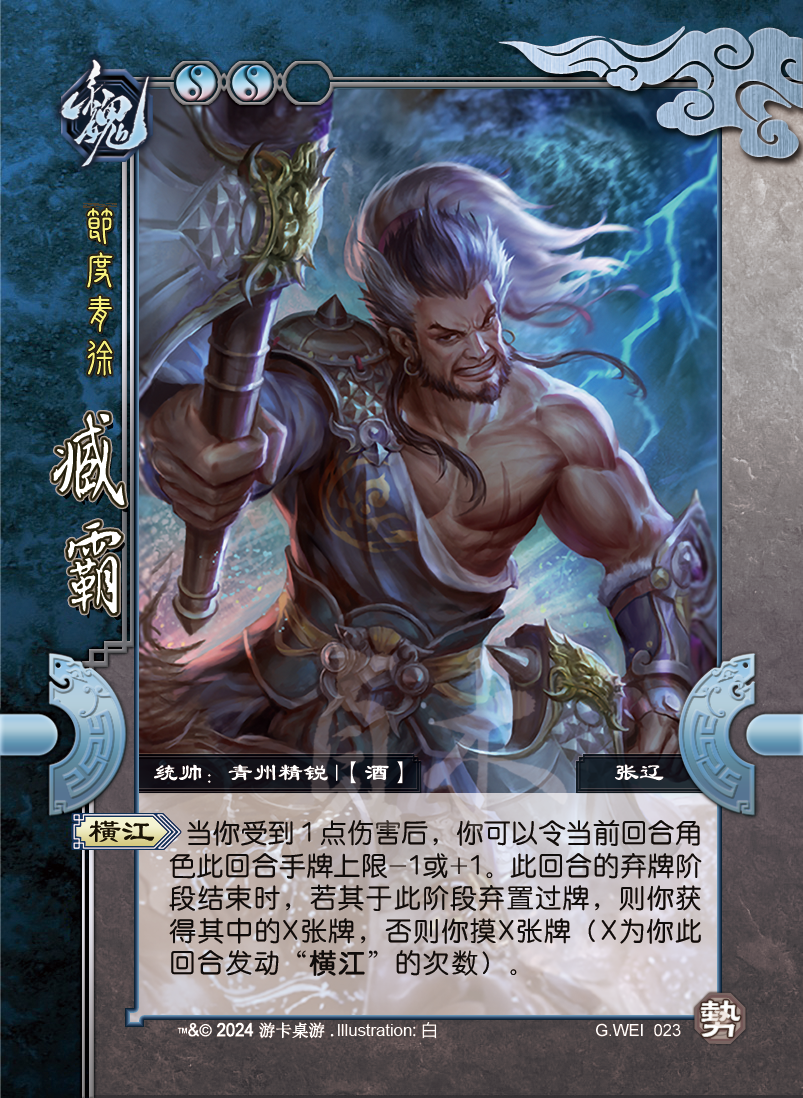 魏
節度青徐
臧霸
统帅：青州精锐|【酒】
张辽
橫江
当你受到1点伤害后，你可以令当前回合角
色此回合手牌上限-1或+1。此回合的弃牌阶
段结束时，若其于此阶段弃置过牌，则你获
得其中的X张牌，否则你摸X张牌（X为你此
回合发动“横江”的次数）。
™&© 2024 游卡桌游 .Illustration: 白
G.WEI 023
勢